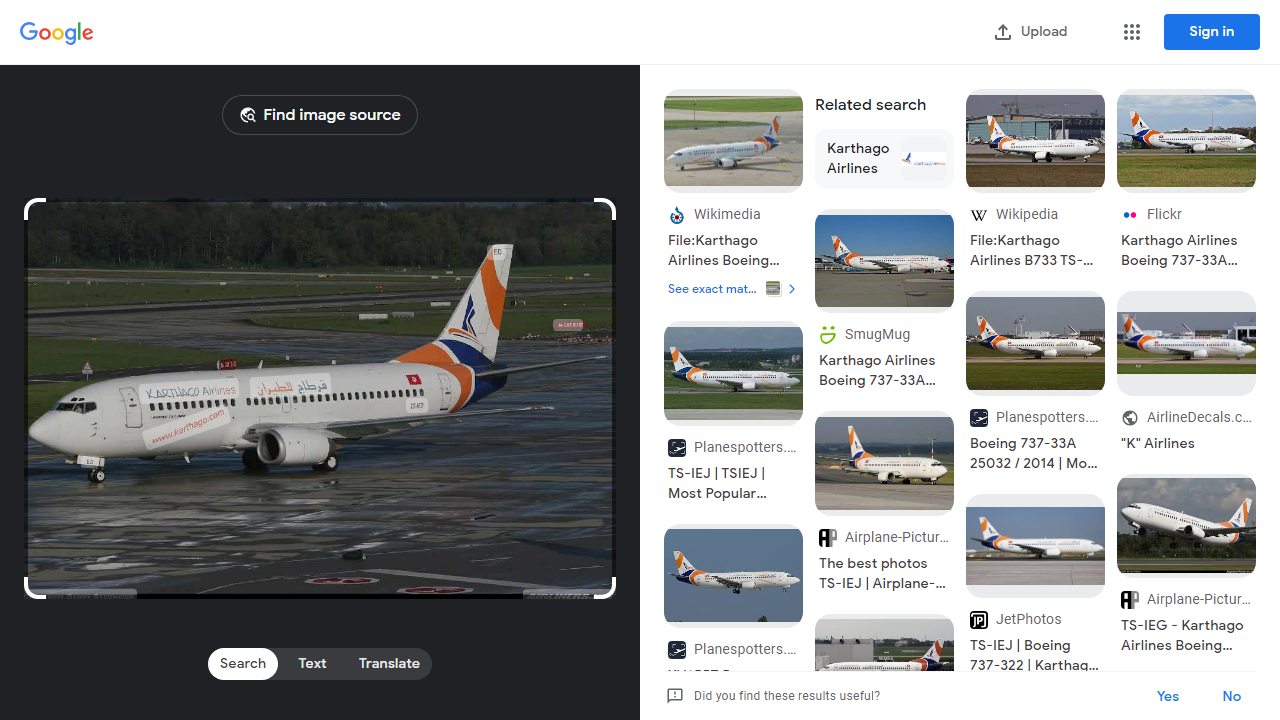 Google
Upload
Sign in
Find image source
ED
KARTHAGO Airlines
قرطاج للطيران
www.karthago.com
TS-IED
ED
Search
Text
Translate
Related search
Karthago
Airlines
Wikimedia
File:Karthago
Airlines Boeing...
See exact mat...
SmugMug
Karthago Airlines
Boeing 737-33A...
Wikipedia
File:Karthago
Airlines B733 TS-...
Flickr
Karthago Airlines
Boeing 737-33A...
Planespotters....
TS-IEJ | TSIEJ |
Most Popular...
Airplane-Pictur...
The best photos
TS-IEJ | Airplane-...
Planespotters....
Boeing 737-33A
25032 / 2014 | Mo...
AirlineDecals.c...
"K" Airlines
Planespotters....
JetPhotos
TS-IEJ | Boeing
737-322 | Karthag...
Airplane-Pictur...
TS-IEG - Karthago
Airlines Boeing...
Did you find these results useful?
Yes
No